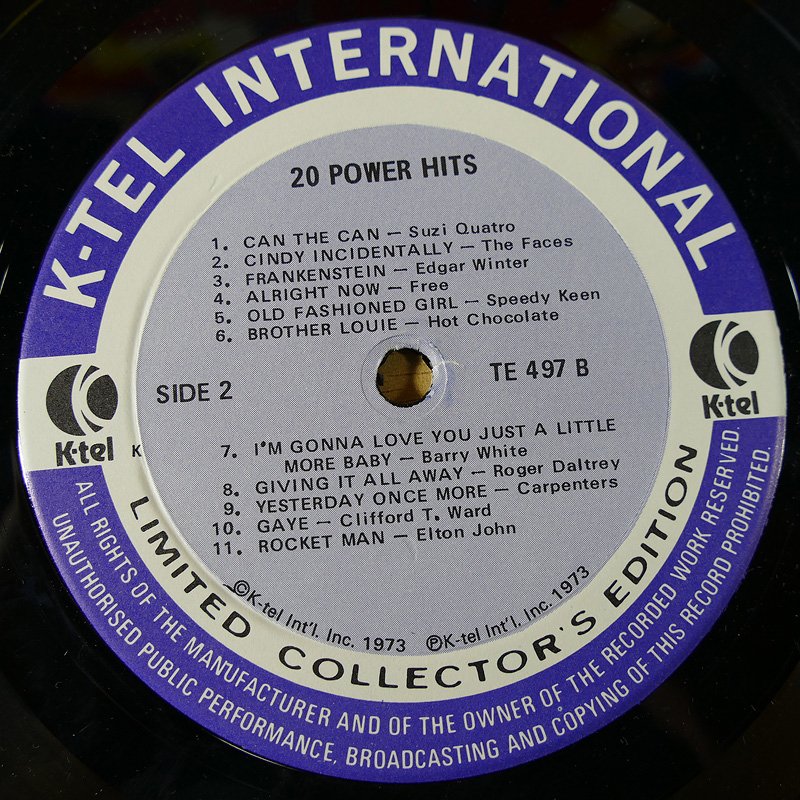 K-TEL INTERNATIONAL
20 POWER HITS
1. CAN THE CAN — Suzi Quatro
2. CINDY INCIDENTALLY — The Faces
3. FRANKENSTEIN — Edgar Winter
4. ALRIGHT NOW — Free
5. OLD FASHIONED GIRL — Speedy Keen
6. BROTHER LOUIE — Hot Chocolate
SIDE 2
TE 497 B
K-tel
K-tel
K
7. I'M GONNA LOVE YOU JUST A LITTLE
MORE BABY — Barry White
8. GIVING IT ALL AWAY — Roger Daltrey
9. YESTERDAY ONCE MORE — Carpenters
10. GAYE — Clifford T. Ward
11. ROCKET MAN — Elton John
©K-tel Int'l. Inc. 1973 ℗K-tel Int'l. Inc. 1973
LIMITED COLLECTOR'S EDITION
ALL RIGHTS OF THE MANUFACTURER AND OF THE OWNER OF THE RECORDED WORK RESERVED.
UNAUTHORISED PUBLIC PERFORMANCE, BROADCASTING AND COPYING OF THIS RECORD PROHIBITED.